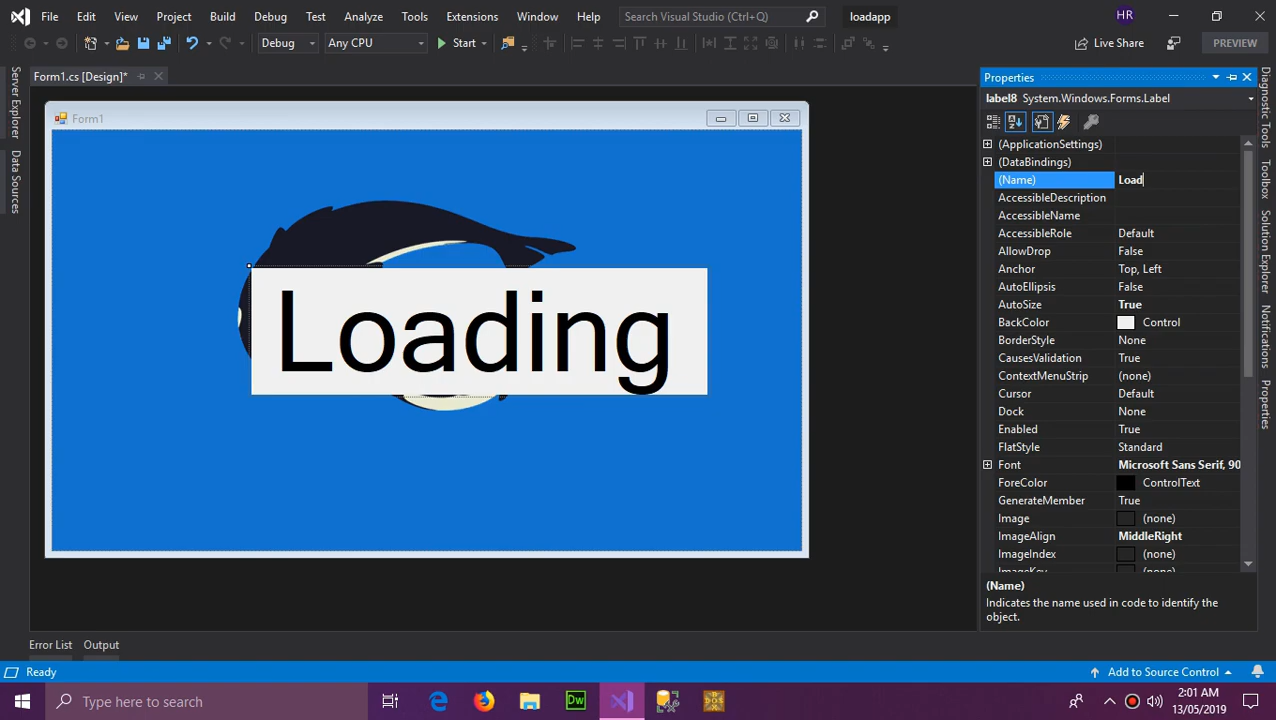 File Edit View Project Build Debug Test Analyze Tools Extensions Window Help Search Visual Studio (Ctrl+Q) loadapp HR
Debug Any CPU Start Live Share PREVIEW
Server Explorer
Data Sources
Form1.cs [Design]*
Form1
Loading
Properties
label8 System.Windows.Forms.Label
(ApplicationSettings)
(DataBindings)
(Name) Load
AccessibleDescription
AccessibleName
AccessibleRole Default
AllowDrop False
Anchor Top, Left
AutoEllipsis False
AutoSize True
BackColor Control
BorderStyle None
CausesValidation True
ContextMenuStrip (none)
Cursor Default
Dock None
Enabled True
FlatStyle Standard
Font Microsoft Sans Serif, 90
ForeColor ControlText
GenerateMember True
Image (none)
ImageAlign MiddleRight
ImageIndex (none)
ImageKey (none)
(Name)
Indicates the name used in code to identify the
object.
Diagnostic Tools
Toolbox
Solution Explorer
Notifications
Properties
Error List Output
Ready Add to Source Control
Type here to search Dw 2:01 AM
13/05/2019